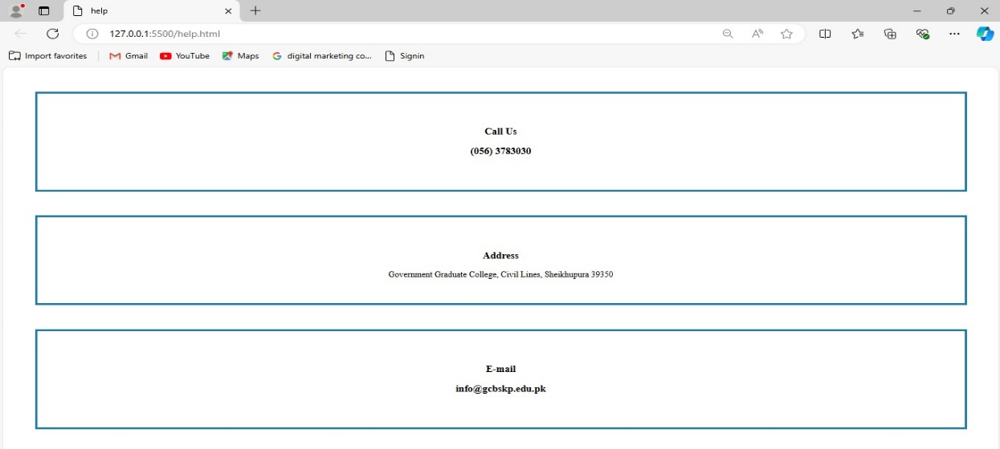 help
127.0.0.1:5500/help.html
Import favorites Gmail YouTube Maps digital marketing co... Signin
Call Us
(056) 3783030
Address
Government Graduate College, Civil Lines, Sheikhupura 39350
E-mail
info@gcbskp.edu.pk